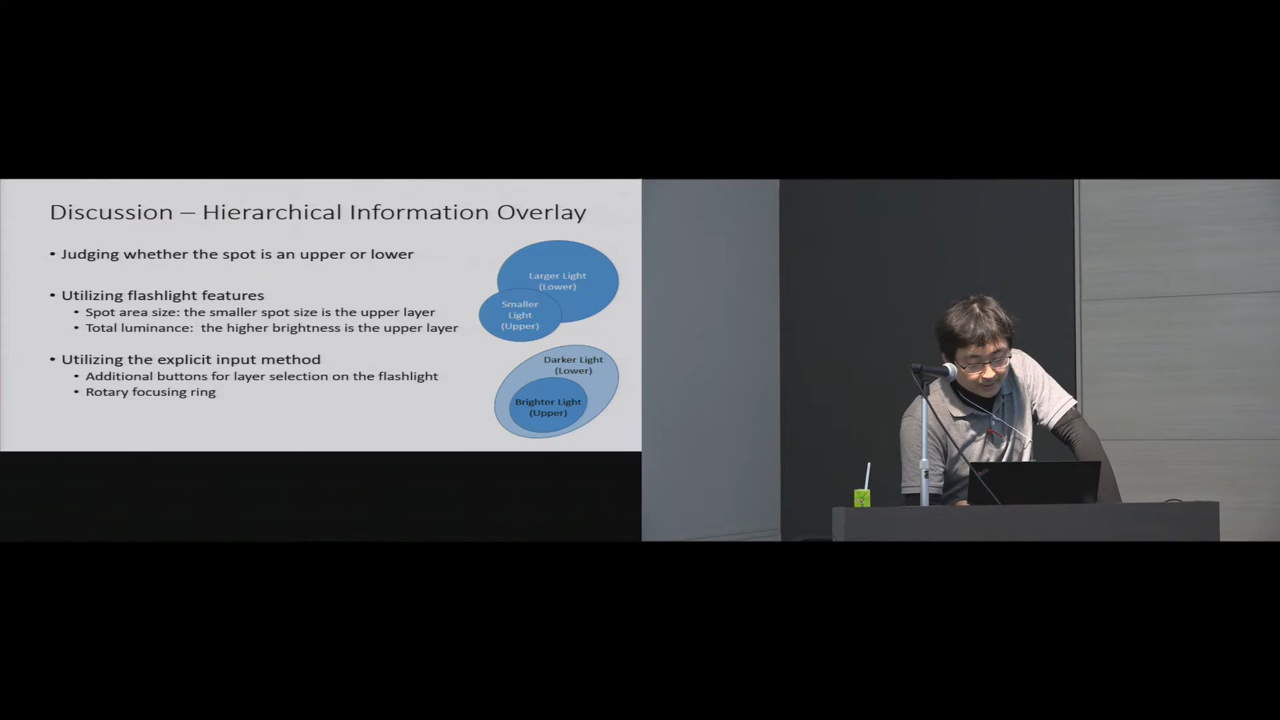 Discussion – Hierarchical Information Overlay
• Judging whether the spot is an upper or lower
• Utilizing flashlight features
• Spot area size: the smaller spot size is the upper layer
• Total luminance:  the higher brightness is the upper layer
• Utilizing the explicit input method
• Additional buttons for layer selection on the flashlight
• Rotary focusing ring
Larger Light
(Lower)
Smaller
Light
(Upper)
Darker Light
(Lower)
Brighter Light
(Upper)